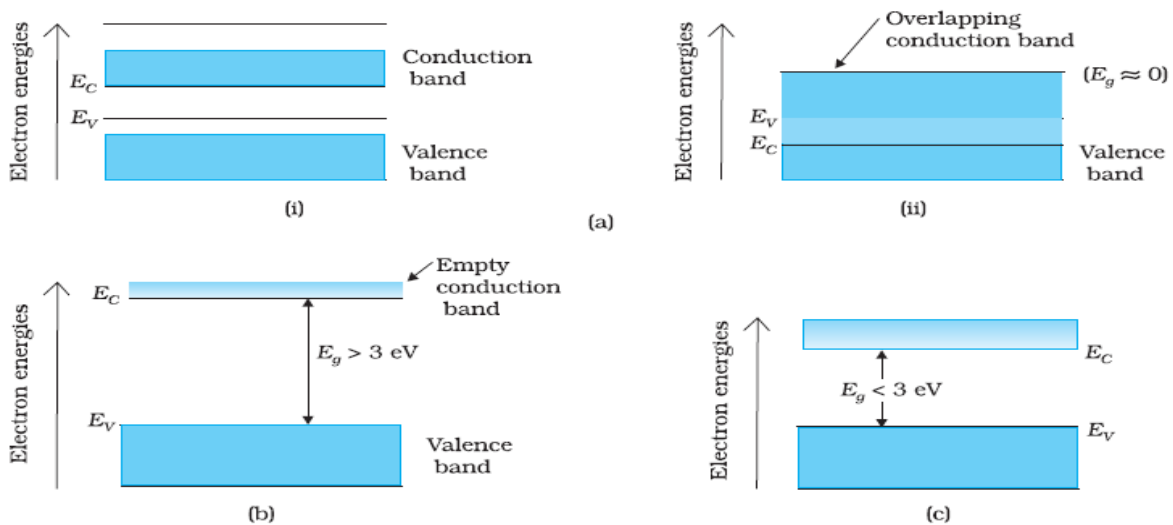 Electron energies
Conduction
band
E_C
E_V
Valence
band
(i)
Electron energies
Overlapping
conduction band
(E_g ≈ 0)
E_V
E_C
Valence
band
(ii)
(a)
Electron energies
Empty
conduction
band
E_C
E_g > 3 eV
E_V
Valence
band
(b)
Electron energies
E_C
E_g < 3 eV
E_V
(c)